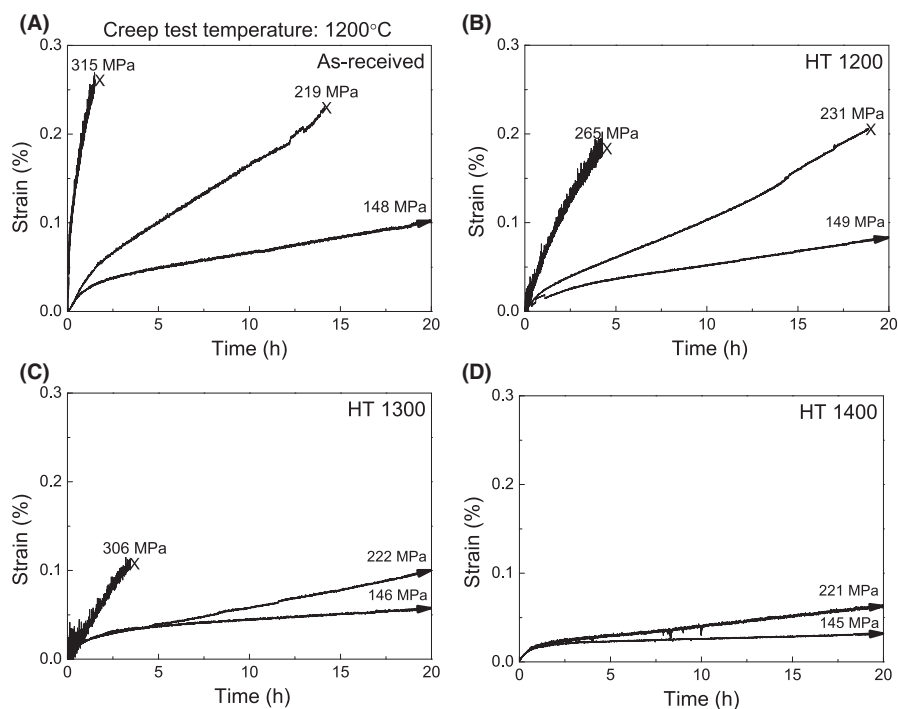 (A)
Creep test temperature: 1200°C
0.3
0.2
0.1
0.0
Strain (%)
315 MPa
X
As-received
219 MPa
X
148 MPa
0
5
10
15
20
Time (h)
(B)
0.3
0.2
0.1
0.0
Strain (%)
HT 1200
265 MPa
X
231 MPa
X
149 MPa
0
5
10
15
20
Time (h)
(C)
0.3
0.2
0.1
0.0
Strain (%)
HT 1300
306 MPa
X
222 MPa
146 MPa
0
5
10
15
20
Time (h)
(D)
0.3
0.2
0.1
0.0
Strain (%)
HT 1400
221 MPa
145 MPa
0
5
10
15
20
Time (h)